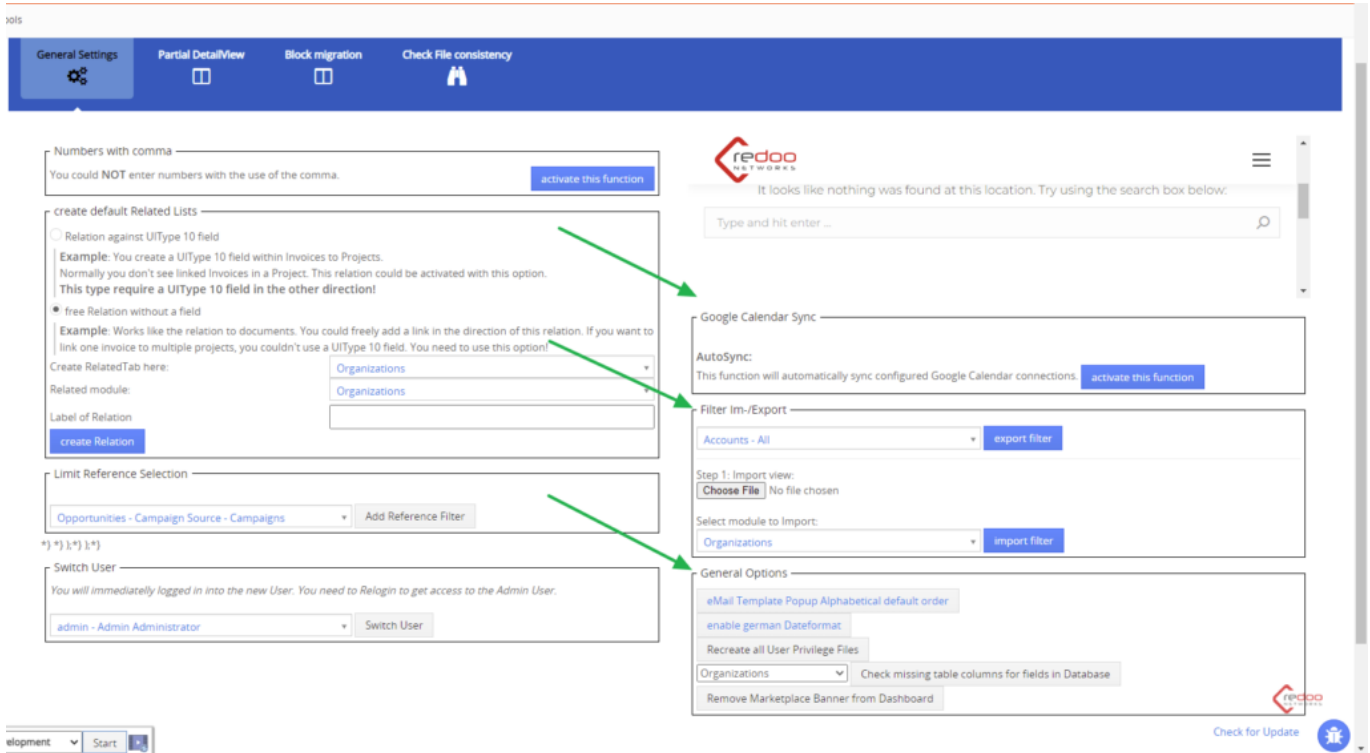 General Settings
Partial DetailView
Block migration
Check File consistency
Numbers with comma
You could NOT enter numbers with the use of the comma.
activate this function
create default Related Lists
Relation against UIType 10 field
Example: You create a UIType 10 field within Invoices to Projects.
Normally you don't see linked Invoices in a Project. This relation could be activated with this option.
This type require a UIType 10 field in the other direction!
free Relation without a field
Example: Works like the relation to documents. You could freely add a link in the direction of this relation. If you want to
link one invoice to multiple projects, you couldn't use a UIType 10 field. You need to use this option!
Create RelatedTab here:
Organizations
Related module:
Organizations
Label of Relation
create Relation
Limit Reference Selection
Opportunities - Campaign Source - Campaigns
Add Reference Filter
*} *} };*} };*}
Switch User
You will immediatelly logged in into the new User. You need to Relogin to get access to the Admin User.
admin - Admin Administrator
Switch User
Start
redoo
NETWORKS
It looks like nothing was found at this location. Try using the search box below:
Type and hit enter ...
Google Calendar Sync
AutoSync:
This function will automatically sync configured Google Calendar connections.
activate this function
Filter Im-/Export
Accounts - All
export filter
Step 1: Import view:
Choose File No file chosen
Select module to Import:
Organizations
import filter
General Options
eMail Template Popup Alphabetical default order
enable german Dateformat
Recreate all User Privilege Files
Organizations
Check missing table columns for fields in Database
Remove Marketplace Banner from Dashboard
redoo
NETWORKS
Check for Update